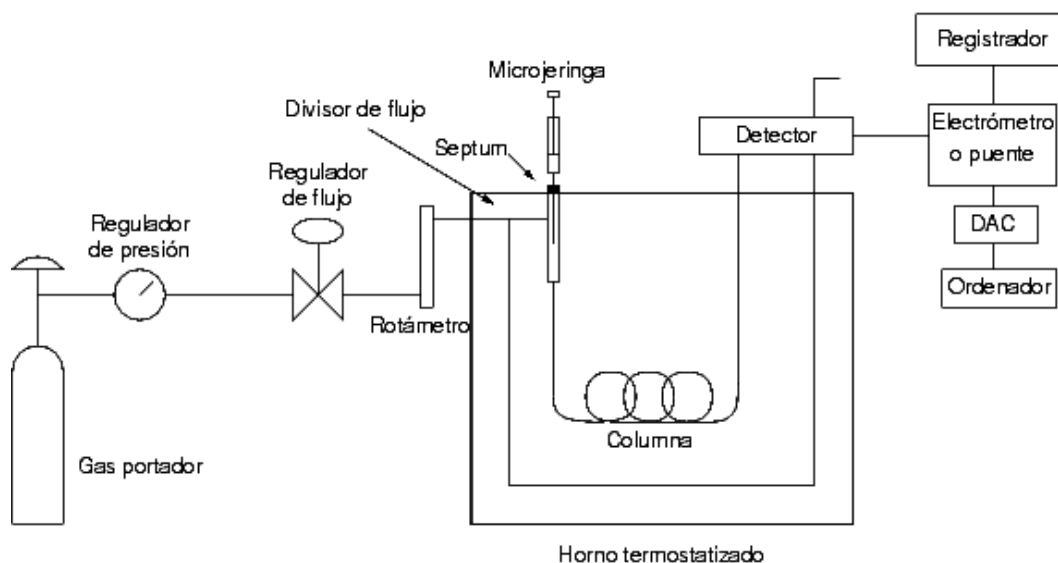 Registrador
Microjeringa
Divisor de flujo
Detector
Electrómetro
o puente
Septum
Regulador
de flujo
DAC
Regulador
de presión
Ordenador
Rotámetro
Columna
Gas portador
Horno termostatizado